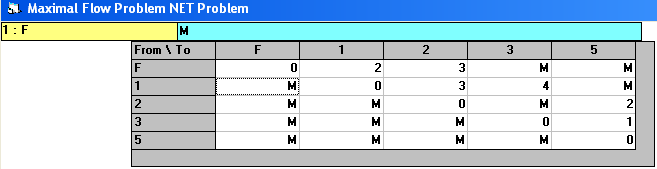 Maximal Flow Problem NET Problem
1 : F M
From \ To F 1 2 3 5
F 0 2 3 M M
1 M 0 3 4 M
2 M M 0 M 2
3 M M M 0 1
5 M M M M 0